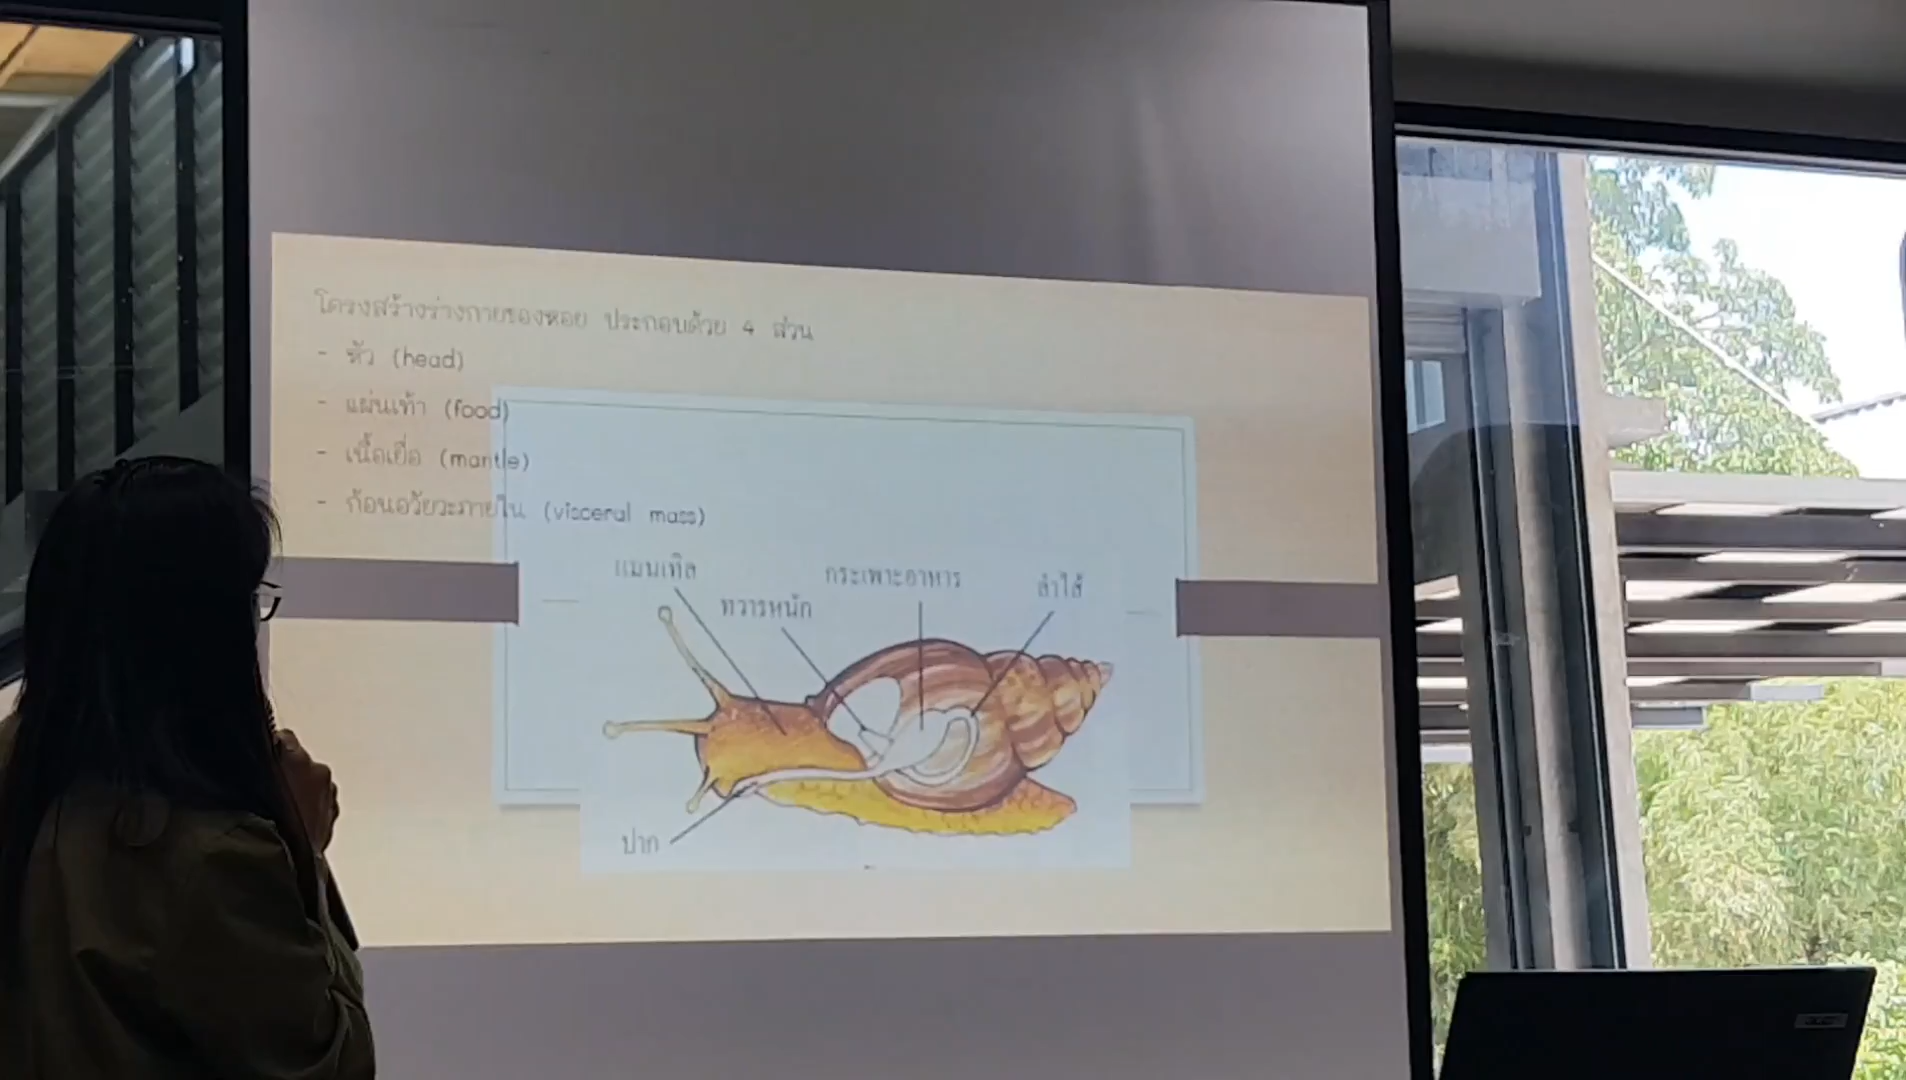 โครงสร้างร่างกายของหอย ประกอบด้วย 4 ส่วน
- หัว (head)
- แผ่นเท้า (food)
- เนื้อเยื่อ (mantle)
- ก้อนอวัยวะภายใน (visceral mass)
แมนเทิล
กระเพาะอาหาร
ลำไส้
ทวารหนัก
ปาก